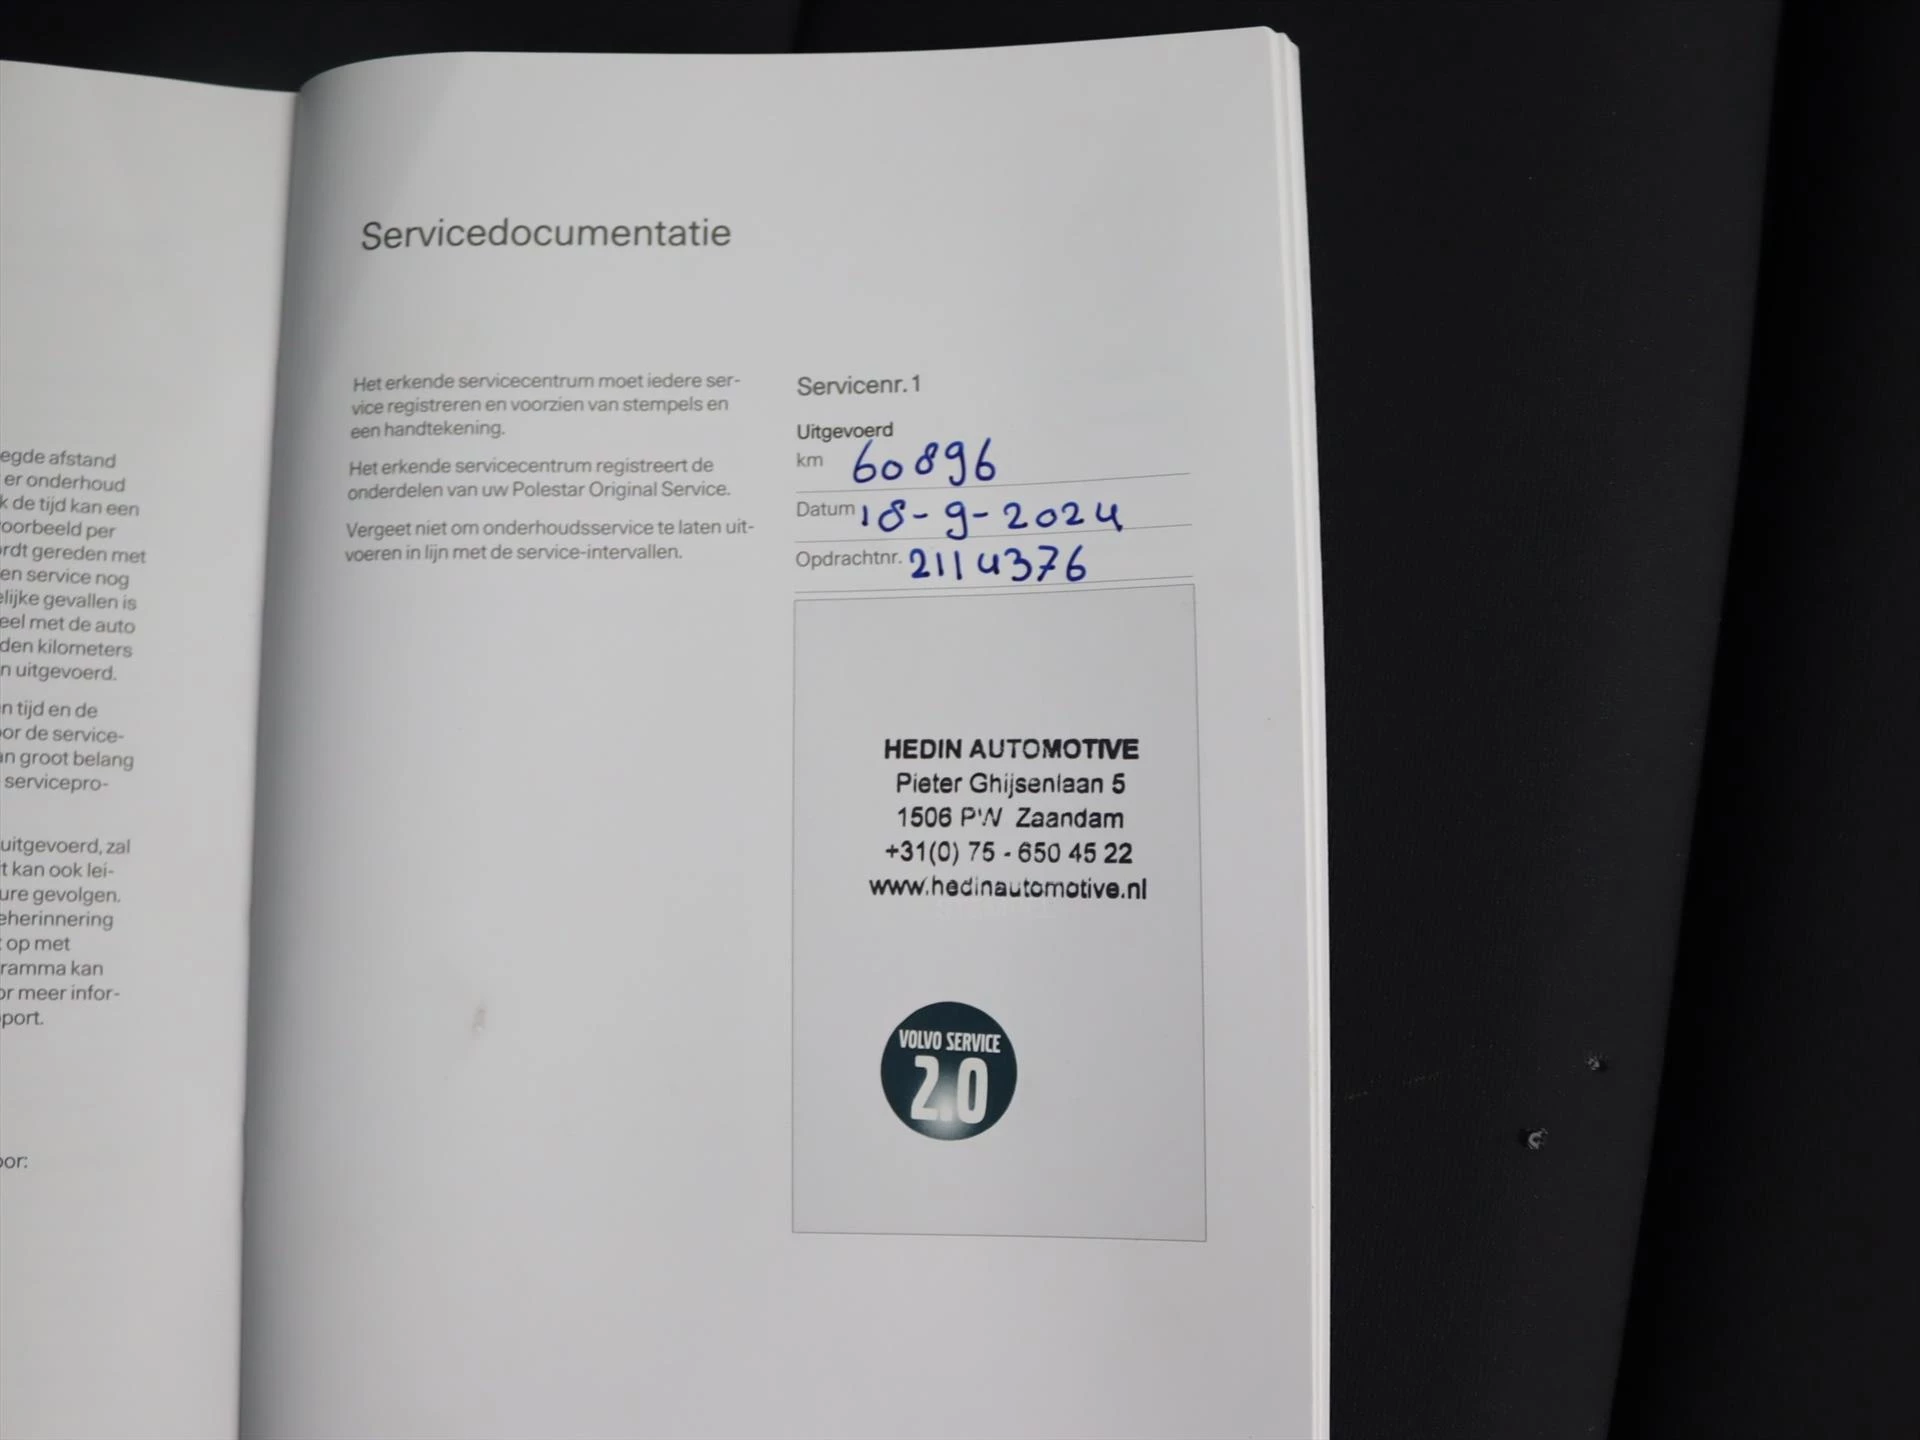 egde afstand
er onderhoud
k de tijd kan een
oorbeeld per
rdt gereden met
en service nog
elijke gevallen is
eel met de auto
den kilometers
n uitgevoerd.
n tijd en de
or de service-
an groot belang
servicepro-
uitgevoerd, zal
t kan ook lei-
ure gevolgen.
eherinnering
t op met
ramma kan
or meer infor-
port.
oor:
Servicedocumentatie
Het erkende servicecentrum moet iedere ser-
vice registreren en voorzien van stempels en
een handtekening.
Het erkende servicecentrum registreert de
onderdelen van uw Polestar Original Service.
Vergeet niet om onderhoudsservice te laten uit-
voeren in lijn met de service-intervallen.
Servicenr. 1
Uitgevoerd
km 60896
Datum 18-9-2024
Opdrachtnr. 2114376
HEDIN AUTOMOTIVE
Pieter Ghijsenlaan 5
1506 PW Zaandam
+31(0) 75 - 650 45 22
www.hedinautomotive.nl
VOLVO SERVICE
2.0